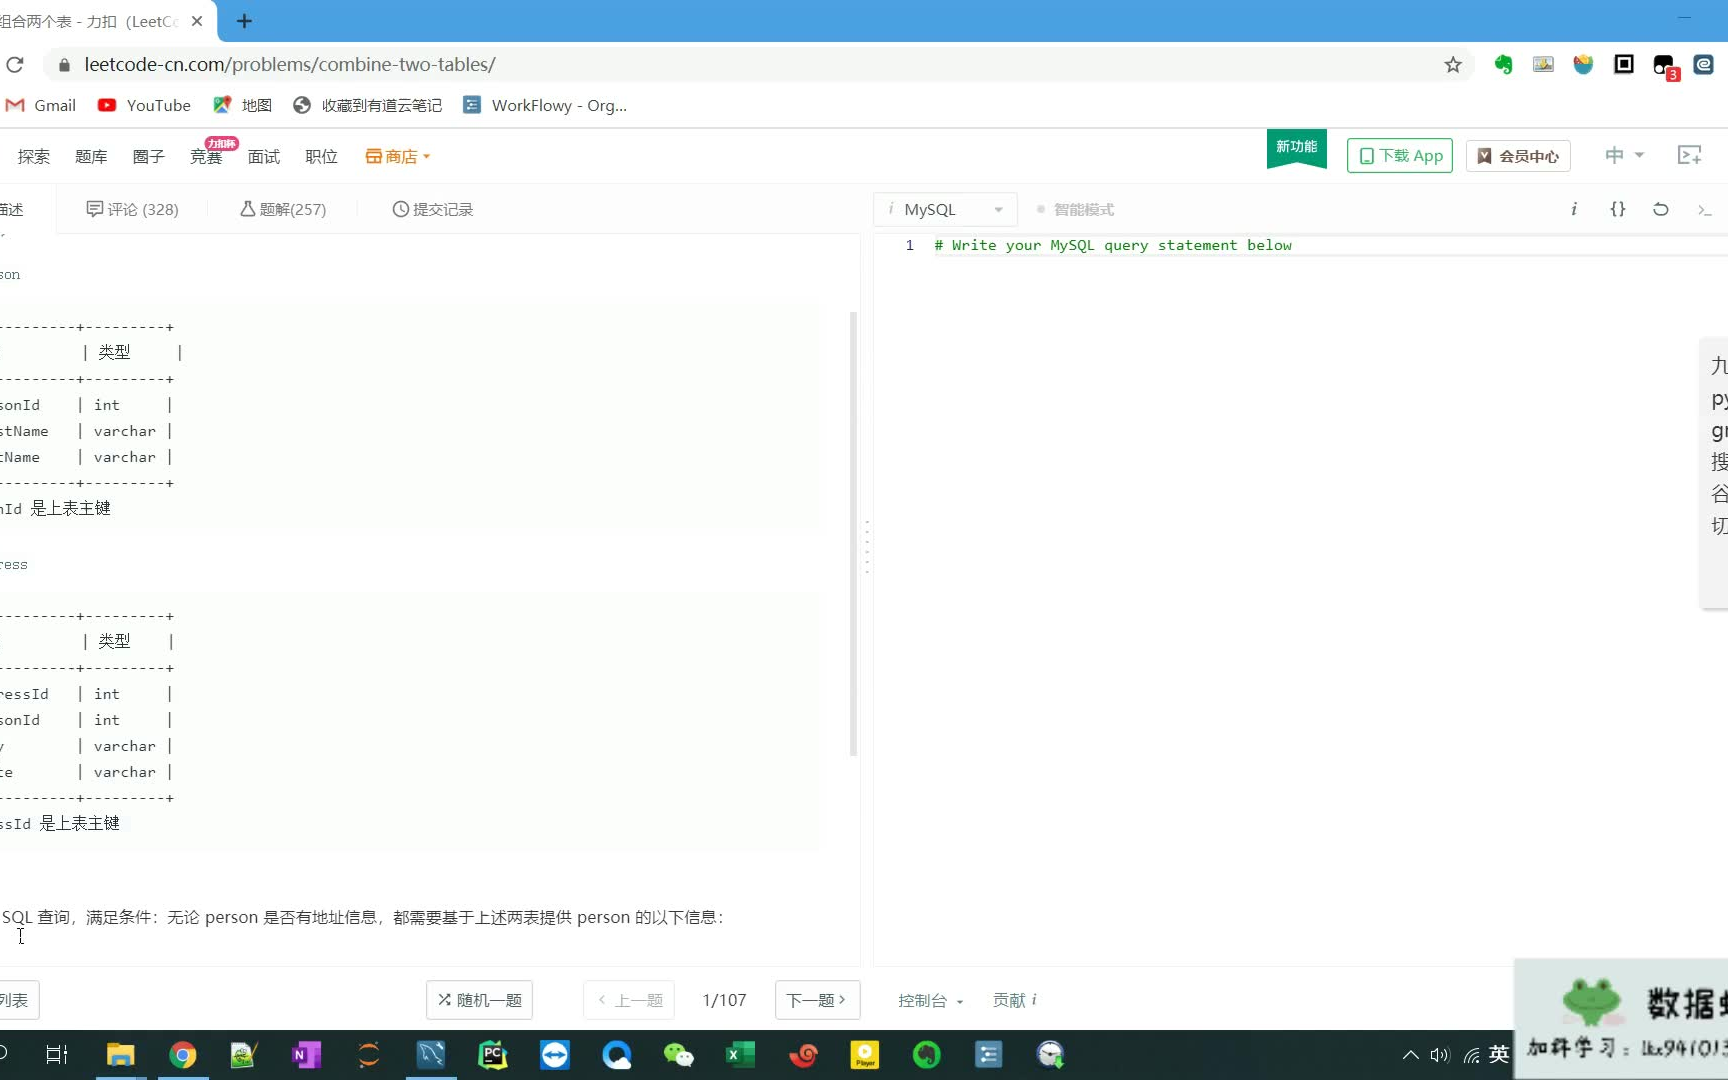 组合两个表 - 力扣 (LeetCo
leetcode-cn.com/problems/combine-two-tables/
3
Gmail YouTube 地图 收藏到有道云笔记 WorkFlowy - Org...
探索 题库 圈子 竞赛 力扣杯 面试 职位 商店 新功能 下载 App 会员中心 中
描述 评论 (328) 题解(257) 提交记录 i MySQL 智能模式 i {}
1 # Write your MySQL query statement below
son
---------+---------+
| 类型 |
---------+---------+
sonId | int |
stName | varchar |
tName | varchar |
---------+---------+
nId 是上表主键
ress
---------+---------+
| 类型 |
---------+---------+
ressId | int |
sonId | int |
y | varchar |
te | varchar |
---------+---------+
ssId 是上表主键
SQL 查询，满足条件：无论 person 是否有地址信息，都需要基于上述两表提供 person 的以下信息：
九
py
gr
搜
谷
切
列表 随机一题 < 上一题 1/107 下一题 > 控制台 贡献 i
数据
加群学习：
英